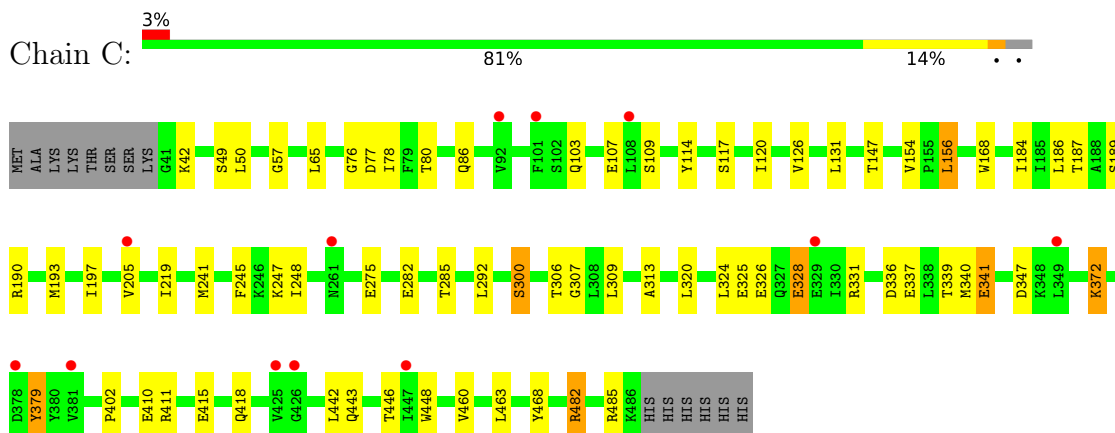 3%
Chain C:
81% 14% • •
MET ALA LYS LYS THR SER SER LYS G41 K42 S49 L50 G57 L65 G76 D77 I78 F79 T80 Q86 V92 F101 S102 Q103 E107 L108 S109 Y114 S117 I120 V126 L131 T147 V154 P155 L156 W168 I184 I185 L186 T187 A188 S189
R190 M193 I197 V205 I219 M241 F245 K246 K247 I248 N261 E275 E282 T285 L292 S300 T306 G307 L308 L309 A313 L320 L324 E325 E326 Q327 E328 E329 I330 R331 D336 E337 L338 T339 M340 E341 D347 K348 L349 K372
D378 Y379 Y380 V381 P402 E410 R411 E415 Q418 V425 G426 L442 Q443 T446 I447 W448 V460 L463 Y468 R482 R485 K486 HIS HIS HIS HIS HIS HIS